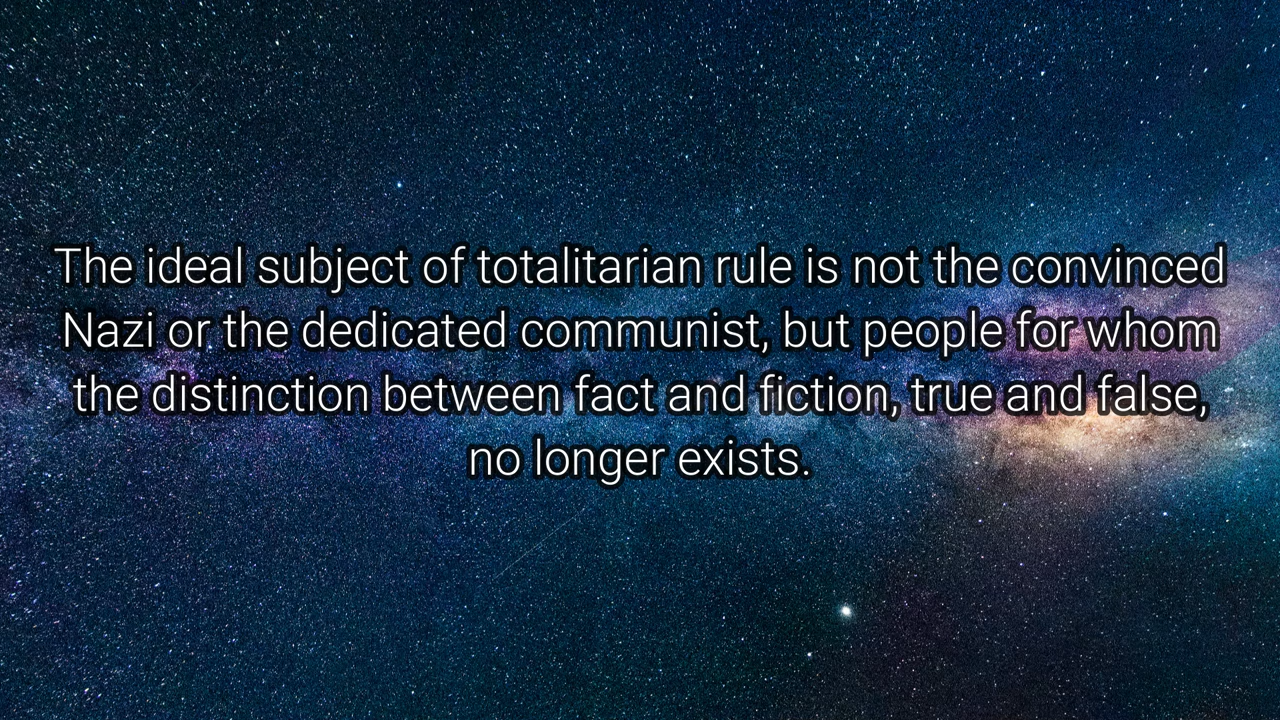 The ideal subject of totalitarian rule is not the convinced
Nazi or the dedicated communist, but people for whom
the distinction between fact and fiction, true and false,
no longer exists.